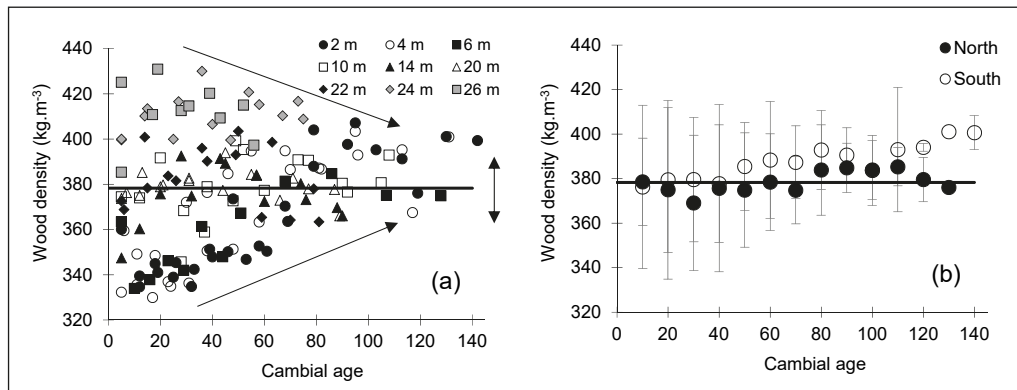 (a)
440
420
400
380
360
340
320
0 20 40 60 80 100 120 140
Wood density (kg.m⁻³)
Cambial age
2 m 4 m 6 m
10 m 14 m 20 m
22 m 24 m 26 m
(b)
440
420
400
380
360
340
320
0 20 40 60 80 100 120 140
Wood density (kg.m⁻³)
Cambial age
North
South